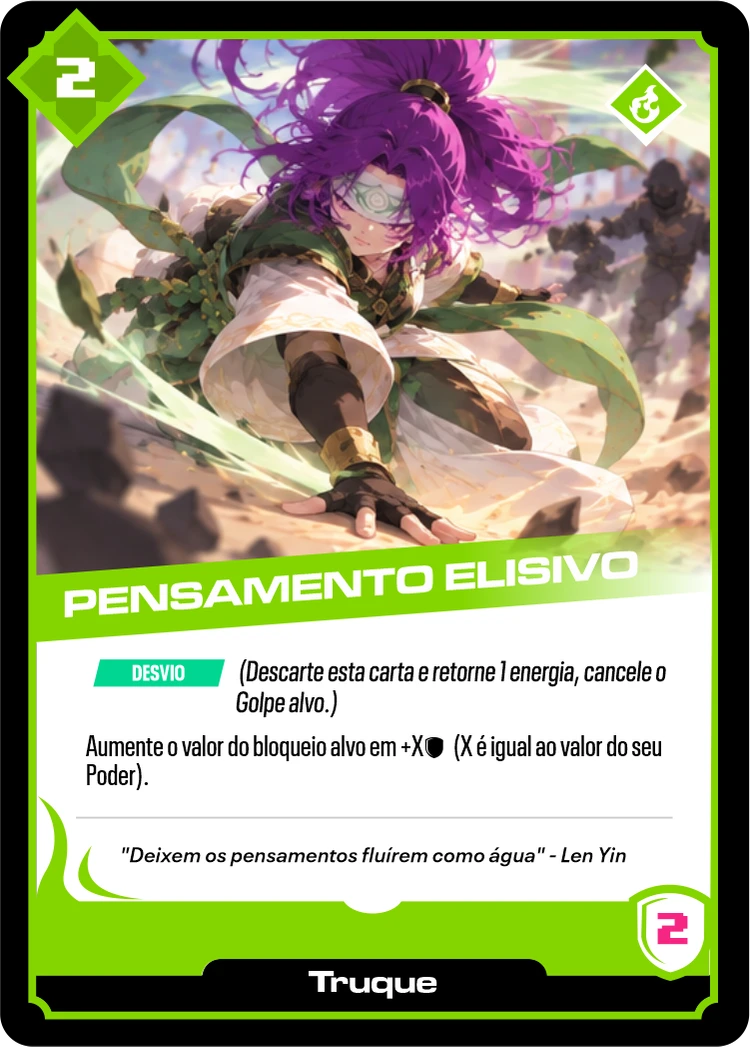 2
PENSAMENTO ELISIVO
DESVIO (Descarte esta carta e retorne 1 energia, cancele o
Golpe alvo.)
Aumente o valor do bloqueio alvo em +X (X é igual ao valor do seu
Poder).
"Deixem os pensamentos fluírem como água" - Len Yin
2
Truque